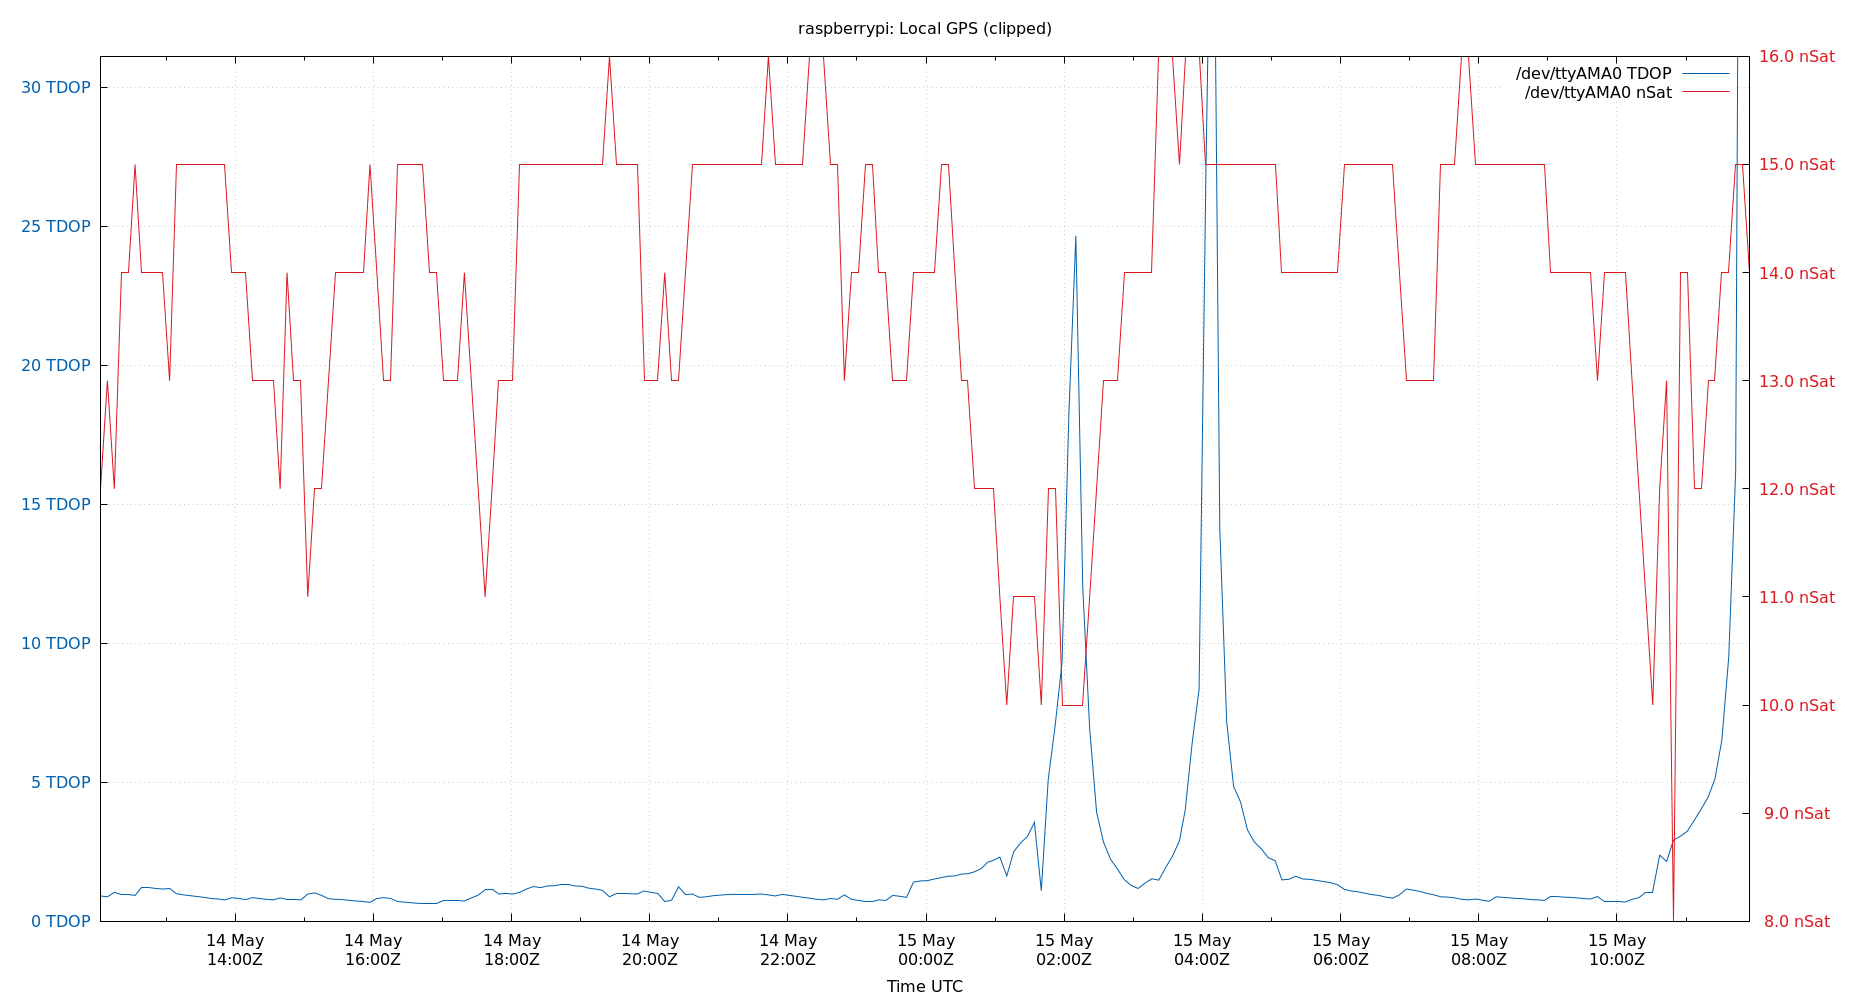 raspberrypi: Local GPS (clipped)
/dev/ttyAMA0 TDOP
/dev/ttyAMA0 nSat
30 TDOP
25 TDOP
20 TDOP
15 TDOP
10 TDOP
5 TDOP
0 TDOP
16.0 nSat
15.0 nSat
14.0 nSat
13.0 nSat
12.0 nSat
11.0 nSat
10.0 nSat
9.0 nSat
8.0 nSat
14 May
14:00Z
14 May
16:00Z
14 May
18:00Z
14 May
20:00Z
14 May
22:00Z
15 May
00:00Z
15 May
02:00Z
15 May
04:00Z
15 May
06:00Z
15 May
08:00Z
15 May
10:00Z
Time UTC